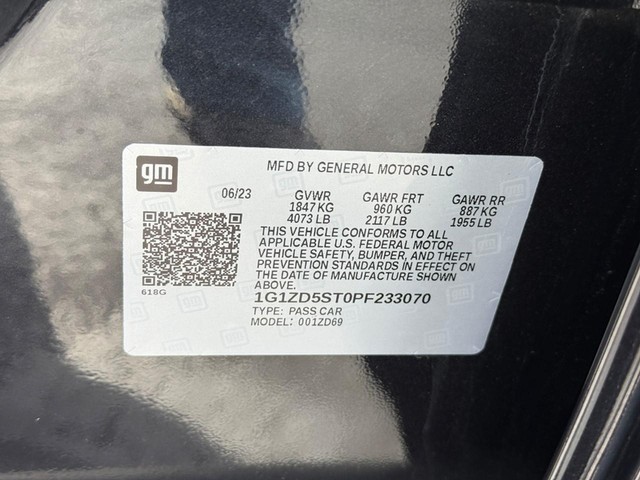 gm
MFD BY GENERAL MOTORS LLC
06/23 GVWR GAWR FRT GAWR RR
1847 KG 960 KG 887 KG
4073 LB 2117 LB 1955 LB
THIS VEHICLE CONFORMS TO ALL
APPLICABLE U.S. FEDERAL MOTOR
VEHICLE SAFETY, BUMPER, AND THEFT
PREVENTION STANDARDS IN EFFECT ON
THE DATE OF MANUFACTURE SHOWN
ABOVE.
618G
1G1ZD5ST0PF233070
TYPE: PASS CAR
MODEL: 001ZD69